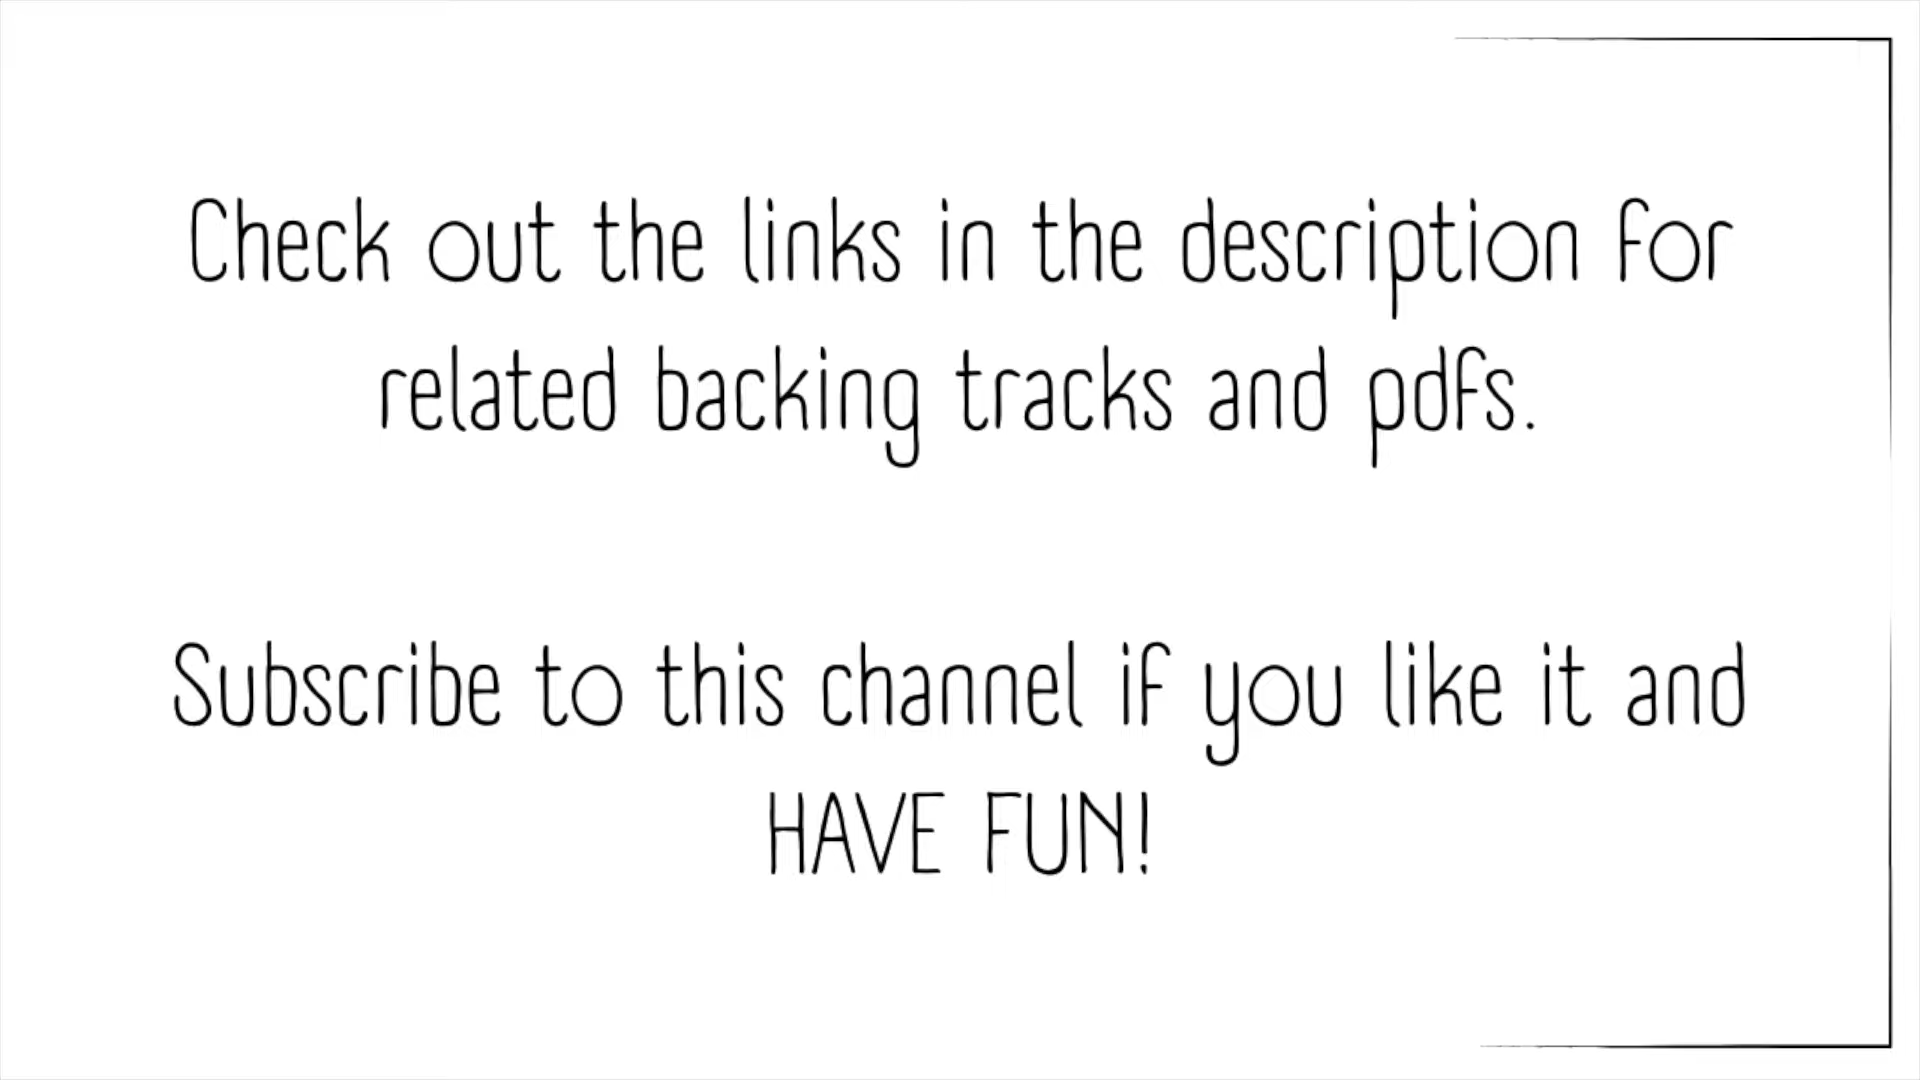 Check out the links in the description for
related backing tracks and pdfs.
Subscribe to this channel if you like it and
HAVE FUN!